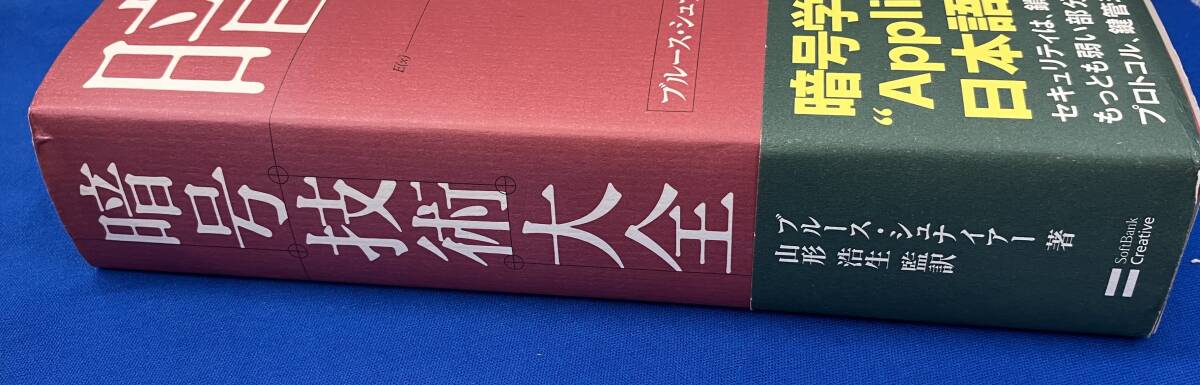 暗
E(x)
ブルース・シュ
暗号学
“Appli
日本語
セキュリティは、鍵
もっとも弱い部分
プロトコル、鍵管
暗号技術大全
ブルース・シュナイアー 著
山形浩生 監訳
SoftBank
Creative